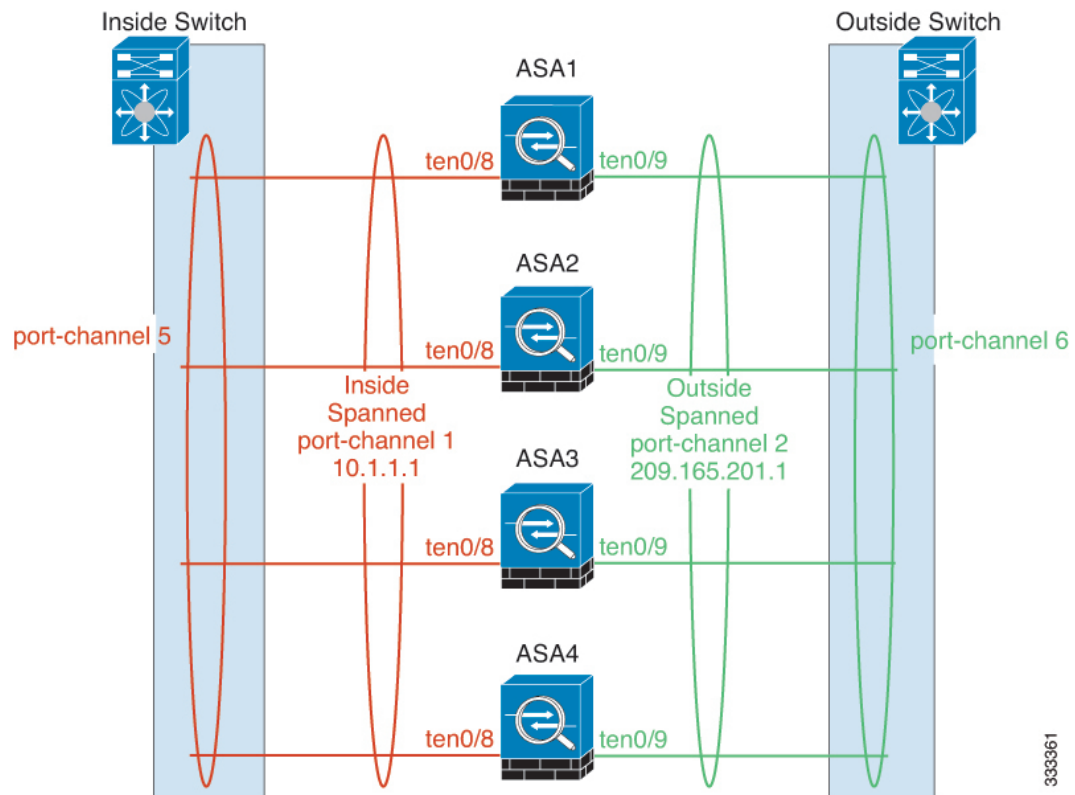 Inside Switch
Outside Switch
ASA1
ten0/8
ten0/9
ASA2
port-channel 5
ten0/8
ten0/9
port-channel 6
Inside
Spanned
port-channel 1
10.1.1.1
Outside
Spanned
port-channel 2
209.165.201.1
ASA3
ten0/8
ten0/9
ASA4
ten0/8
ten0/9
333361